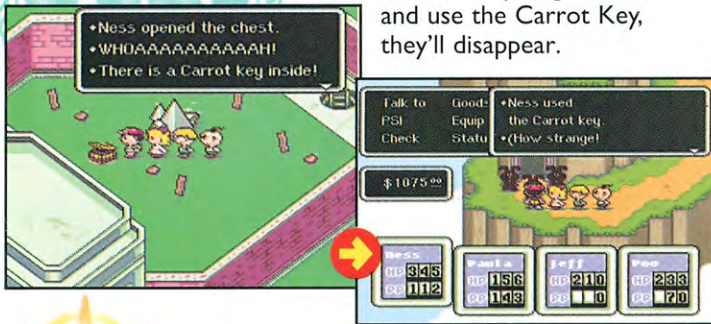 and use the Carrot Key,
they'll disappear.
•Ness opened the chest.
•WHOAAAAAAAAAAH!
•There is a Carrot key inside!
Talk to Goods
PSI Equip
Check Statu
•Ness used
the Carrot key.
•(How strange!
$1075.00
Ness
HP 345
PP 112
Paula
HP 156
PP 143
Jeff
HP 210
PP 0
Poo
HP 233
PP 70